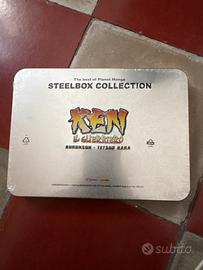 The best of Planet Manga
STEELBOX COLLECTION
KEN
IL GUERRIERO
BURONSON - TETSUO HARA
subito